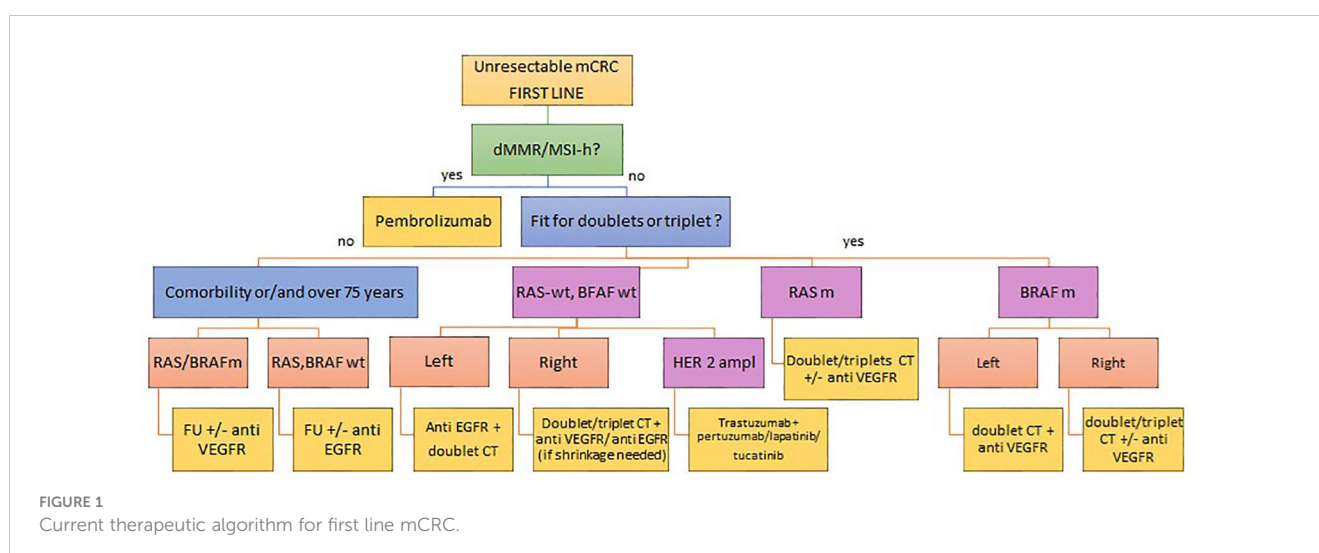 Unresectable mCRC
FIRST LINE
dMMR/MSI-h?
yes
no
Pembrolizumab
Fit for doublets or triplet ?
no
yes
Comorbility or/and over 75 years
RAS-wt, BFAF wt
RAS m
BRAF m
RAS/BRAFm
RAS,BRAF wt
Left
Right
HER 2 ampl
Doublet/triplets CT
+/- anti VEGFR
Left
Right
FU +/- anti
VEGFR
FU +/- anti
EGFR
Anti EGFR +
doublet CT
Doublet/triplet CT +
anti VEGFR/anti EGFR
(if shrinkage needed)
Trastuzumab+
pertuzumab/lapatinib/
tucatinib
doublet CT +
anti VEGFR
doublet/triplet
CT +/- anti
VEGFR
FIGURE 1
Current therapeutic algorithm for first line mCRC.